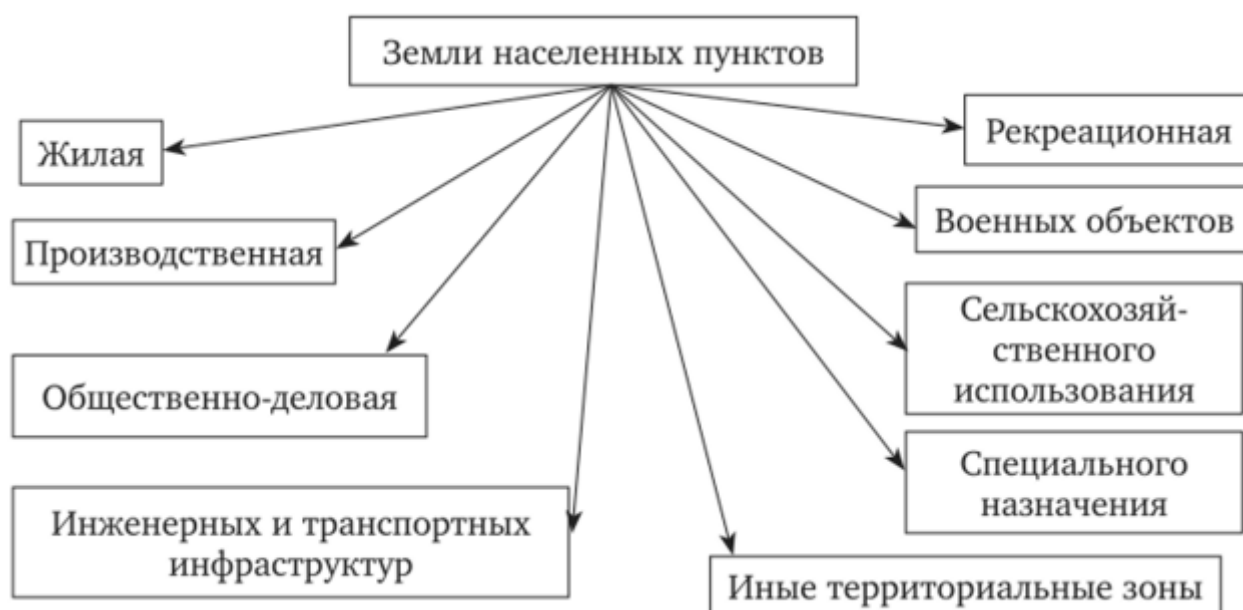 Земли населенных пунктов
Жилая
Производственная
Общественно-деловая
Инженерных и транспортных
инфраструктур
Рекреационная
Военных объектов
Сельскохозяй-
ственного
использования
Специального
назначения
Иные территориальные зоны